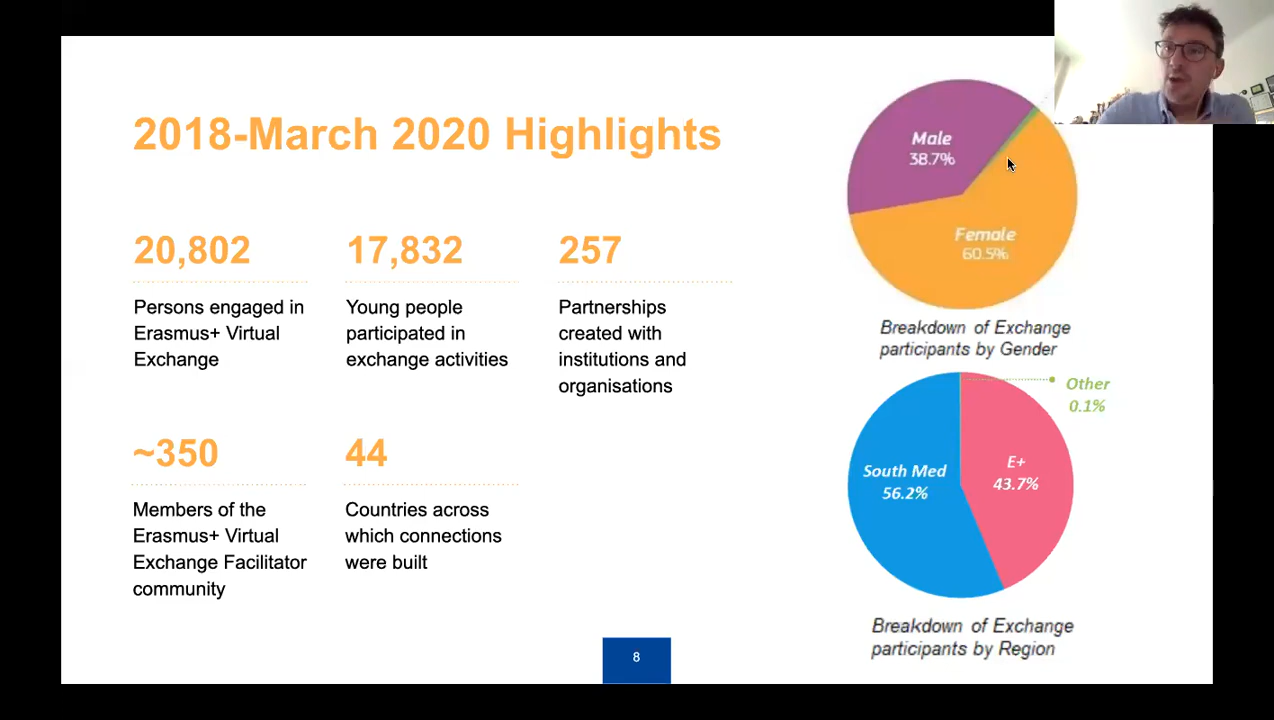 2018-March 2020 Highlights
20,802
Persons engaged in
Erasmus+ Virtual
Exchange
17,832
Young people
participated in
exchange activities
257
Partnerships
created with
institutions and
organisations
~350
Members of the
Erasmus+ Virtual
Exchange Facilitator
community
44
Countries across
which connections
were built
Male
38.7%
Female
60.5%
Breakdown of Exchange
participants by Gender
Other
0.1%
South Med
56.2%
E+
43.7%
Breakdown of Exchange
participants by Region
8